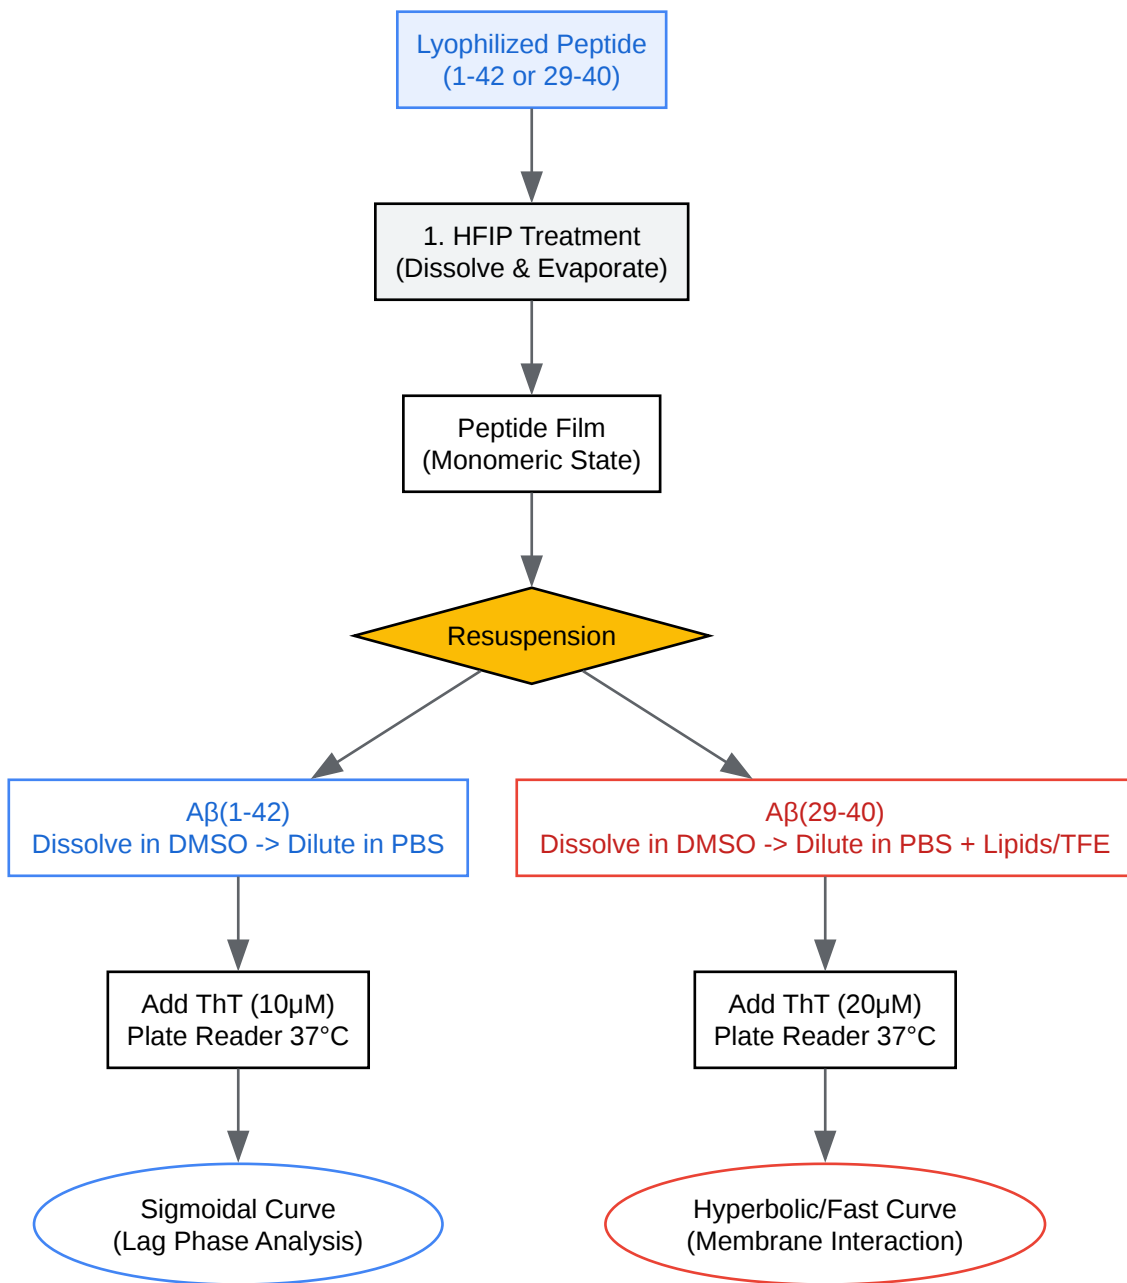 Lyophilized Peptide
(1-42 or 29-40)
1. HFIP Treatment
(Dissolve & Evaporate)
Peptide Film
(Monomeric State)
Resuspension
Aβ(1-42)
Dissolve in DMSO -> Dilute in PBS
Aβ(29-40)
Dissolve in DMSO -> Dilute in PBS + Lipids/TFE
Add ThT (10μM)
Plate Reader 37°C
Add ThT (20μM)
Plate Reader 37°C
Sigmoidal Curve
(Lag Phase Analysis)
Hyperbolic/Fast Curve
(Membrane Interaction)